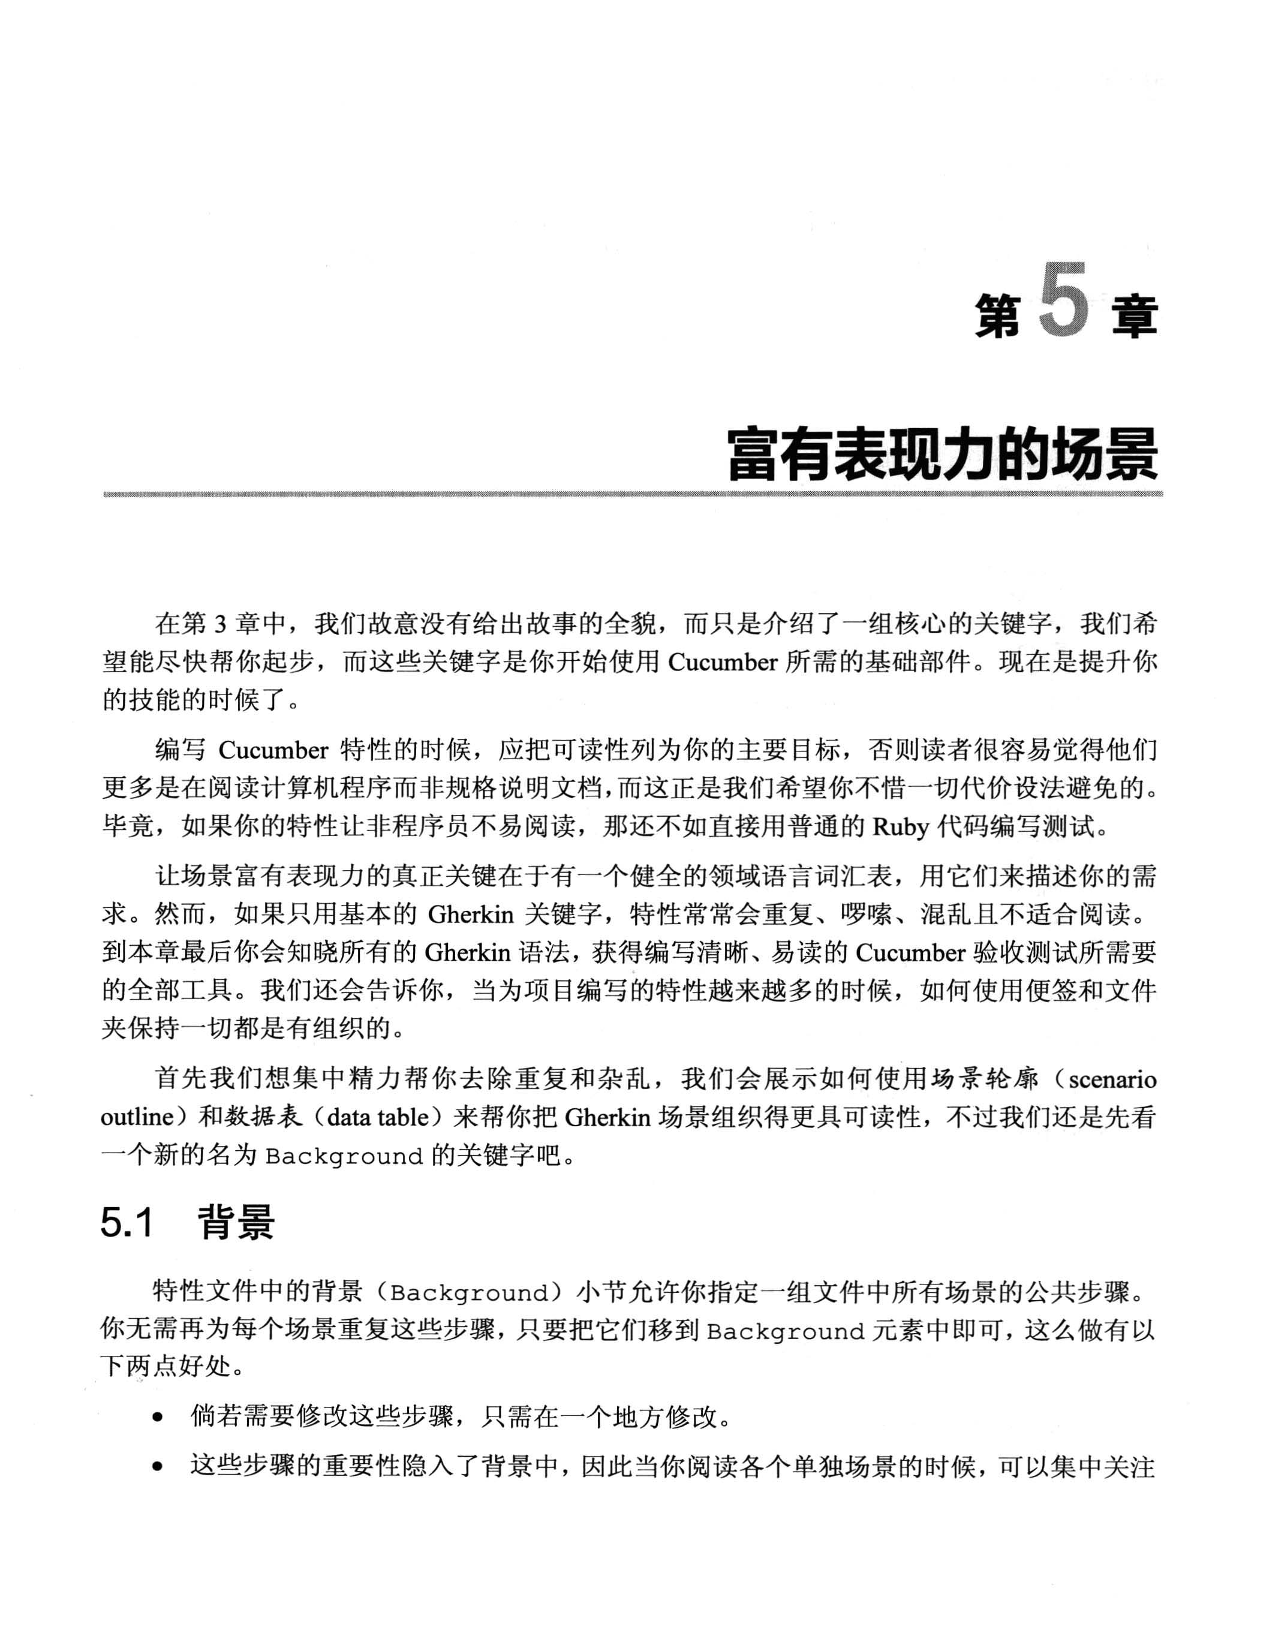 第5章
富有表现力的场景
在第 3 章中，我们故意没有给出故事的全貌，而只是介绍了一组核心的关键字，我们希
望能尽快帮你起步，而这些关键字是你开始使用 Cucumber 所需的基础部件。现在是提升你
的技能的时候了。
编写 Cucumber 特性的时候，应把可读性列为你的主要目标，否则读者很容易觉得他们
更多是在阅读计算机程序而非规格说明文档，而这正是我们希望你不惜一切代价设法避免的。
毕竟，如果你的特性让非程序员不易阅读，那还不如直接用普通的 Ruby 代码编写测试。
让场景富有表现力的真正关键在于有一个健全的领域语言词汇表，用它们来描述你的需
求。然而，如果只用基本的 Gherkin 关键字，特性常常会重复、啰嗦、混乱且不适合阅读。
到本章最后你会知晓所有的 Gherkin 语法，获得编写清晰、易读的 Cucumber 验收测试所需要
的全部工具。我们还会告诉你，当为项目编写的特性越来越多的时候，如何使用便签和文件
夹保持一切都是有组织的。
首先我们想集中精力帮你去除重复和杂乱，我们会展示如何使用场景轮廓（scenario
outline）和数据表（data table）来帮你把 Gherkin 场景组织得更具可读性，不过我们还是先看
一个新的名为 Background 的关键字吧。
5.1 背景
特性文件中的背景（Background）小节允许你指定一组文件中所有场景的公共步骤。
你无需再为每个场景重复这些步骤，只要把它们移到 Background 元素中即可，这么做有以
下两点好处。
• 倘若需要修改这些步骤，只需在一个地方修改。
• 这些步骤的重要性隐入了背景中，因此当你阅读各个单独场景的时候，可以集中关注